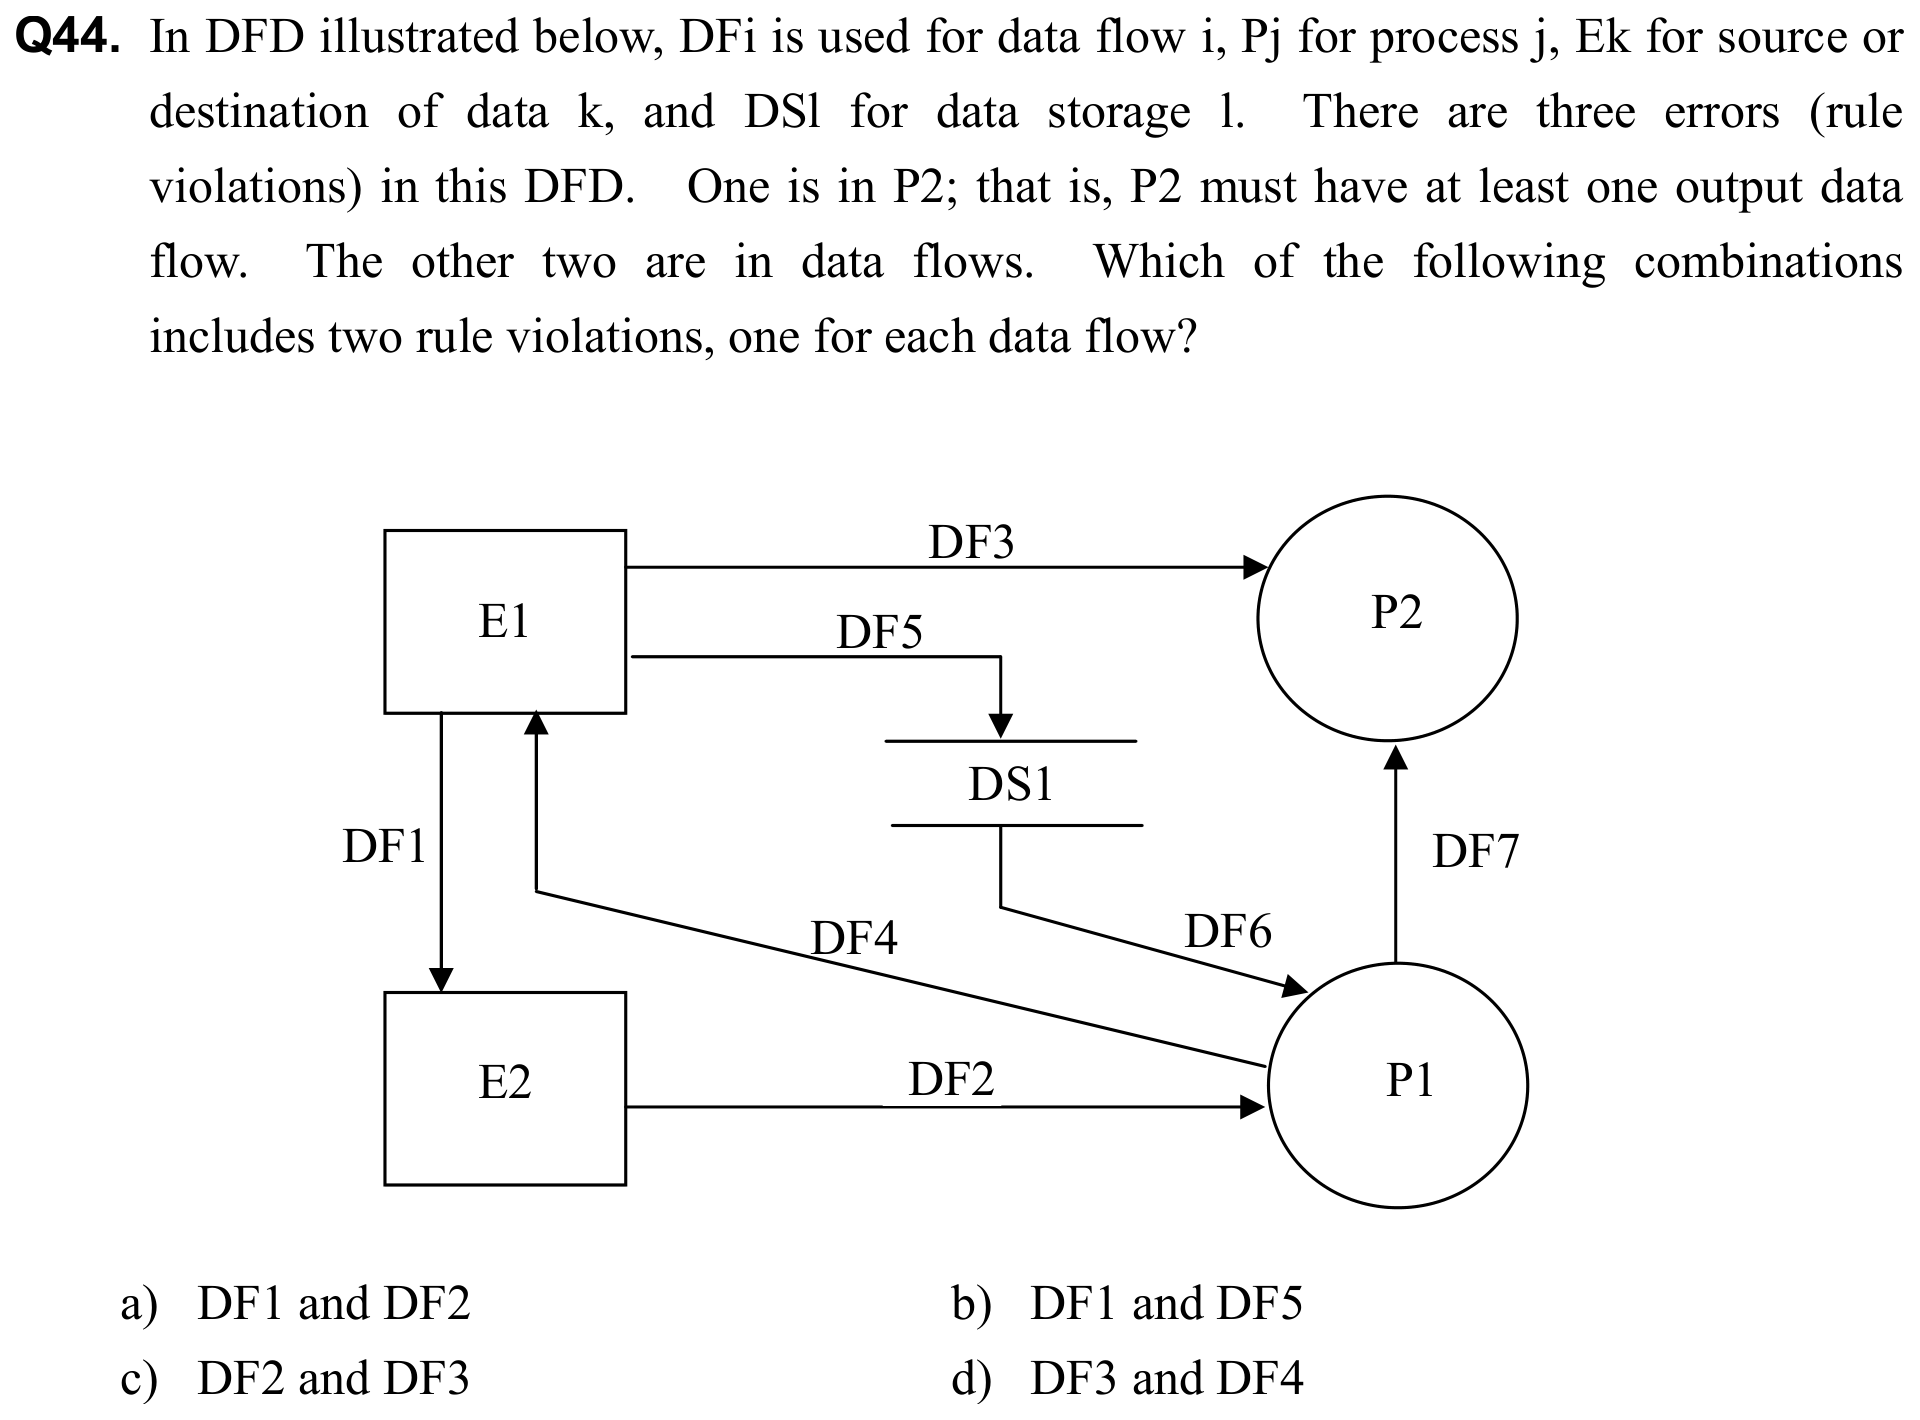 Q44. In DFD illustrated below, DFi is used for data flow i, Pj for process j, Ek for source or
destination of data k, and DSl for data storage l. There are three errors (rule
violations) in this DFD. One is in P2; that is, P2 must have at least one output data
flow. The other two are in data flows. Which of the following combinations
includes two rule violations, one for each data flow?
DF3
E1
P2
DF5
DS1
DF1
DF7
DF4
DF6
E2
DF2
P1
a) DF1 and DF2
b) DF1 and DF5
c) DF2 and DF3
d) DF3 and DF4